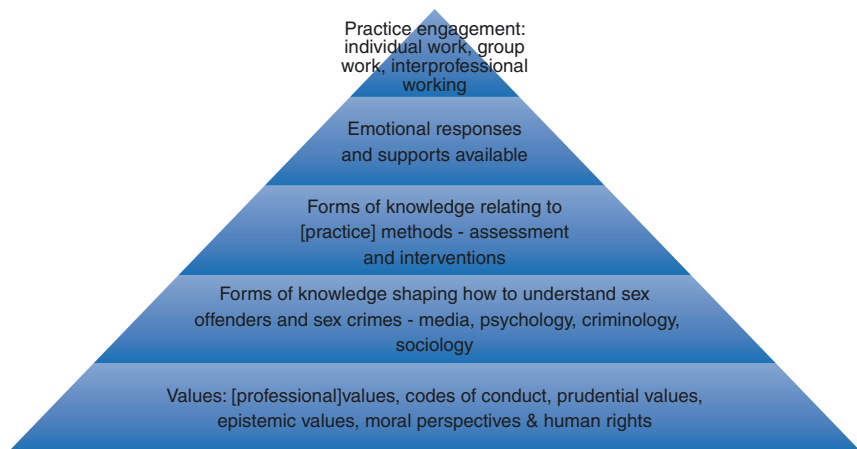 Practice engagement:
individual work, group
work, interprofessional
working
Emotional responses
and supports available
Forms of knowledge relating to
[practice] methods - assessment
and interventions
Forms of knowledge shaping how to understand sex
offenders and sex crimes - media, psychology, criminology,
sociology
Values: [professional]values, codes of conduct, prudential values,
epistemic values, moral perspectives & human rights